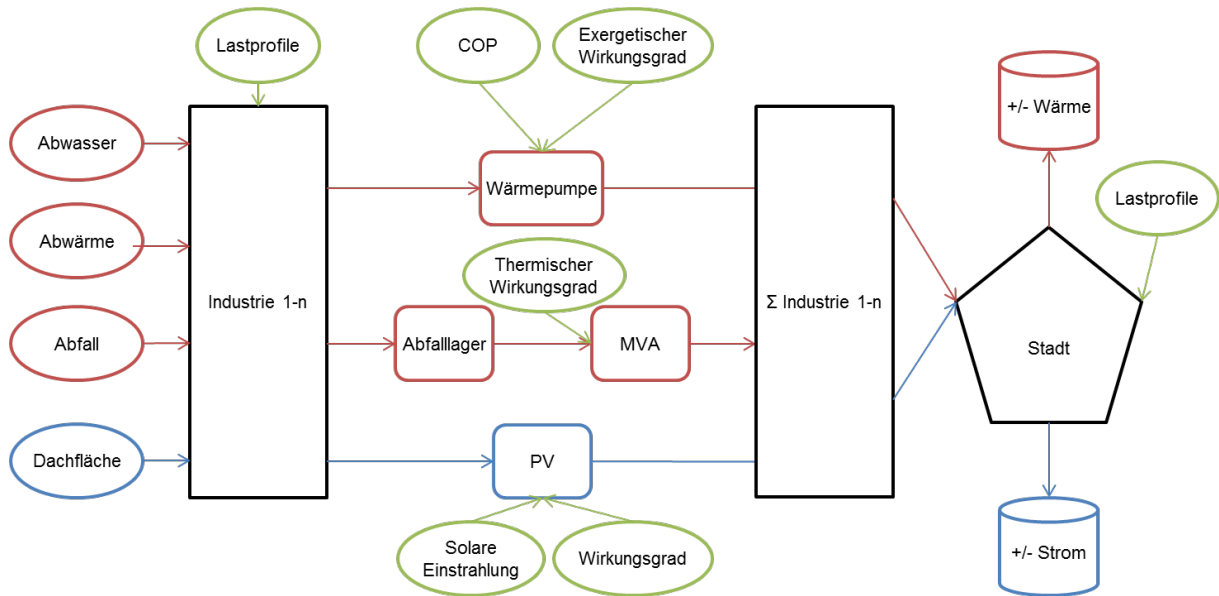 Lastprofile
COP
Exergetischer
Wirkungsgrad
+/- Wärme
Abwasser
Wärmepumpe
Lastprofile
Abwärme
Thermischer
Wirkungsgrad
Industrie 1-n
Σ Industrie 1-n
Abfall
Abfalllager
MVA
Stadt
Dachfläche
PV
Solare
Einstrahlung
Wirkungsgrad
+/- Strom